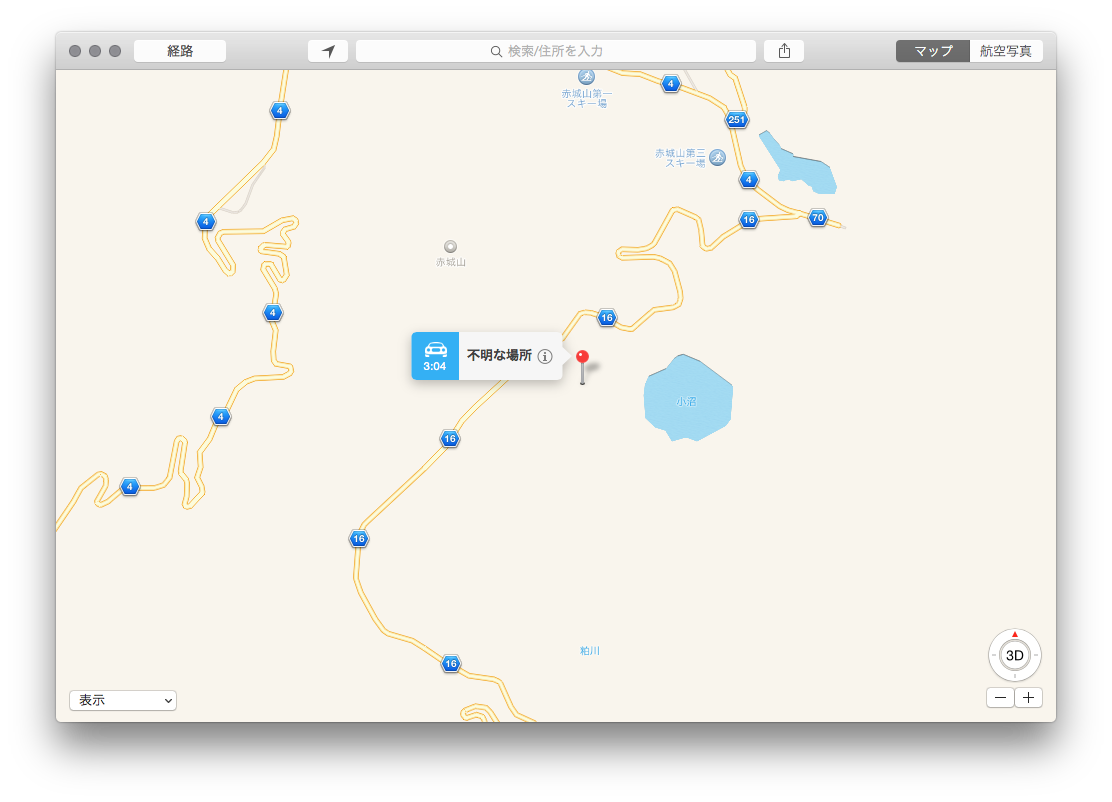 経路
検索/住所を入力
マップ
航空写真
赤城山第一
スキー場
4
4
251
赤城山第三
スキー場
4
4
16
70
赤城山
4
16
3:04
不明な場所
小沼
4
16
4
16
粕川
3D
16
表示